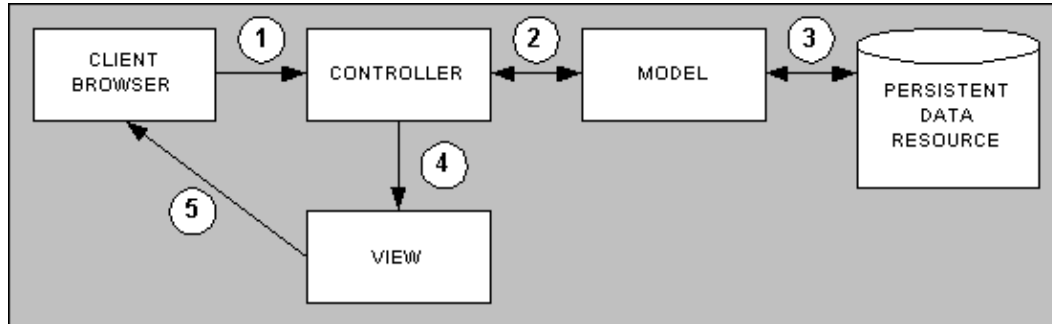 CLIENT
BROWSER
1
CONTROLLER
2
MODEL
3
PERSISTENT
DATA
RESOURCE
4
5
VIEW